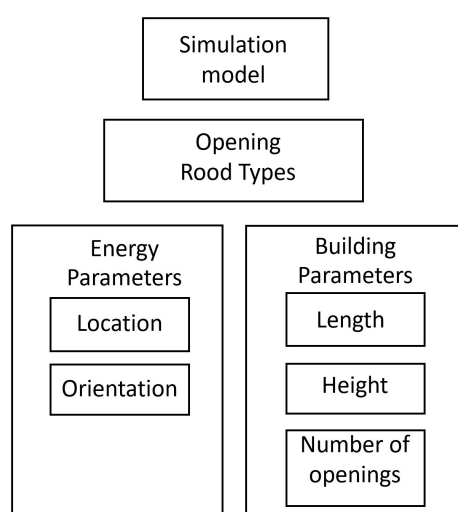 Simulation
model
Opening
Rood Types
Energy
Parameters
Location
Orientation
Building
Parameters
Length
Height
Number of
openings